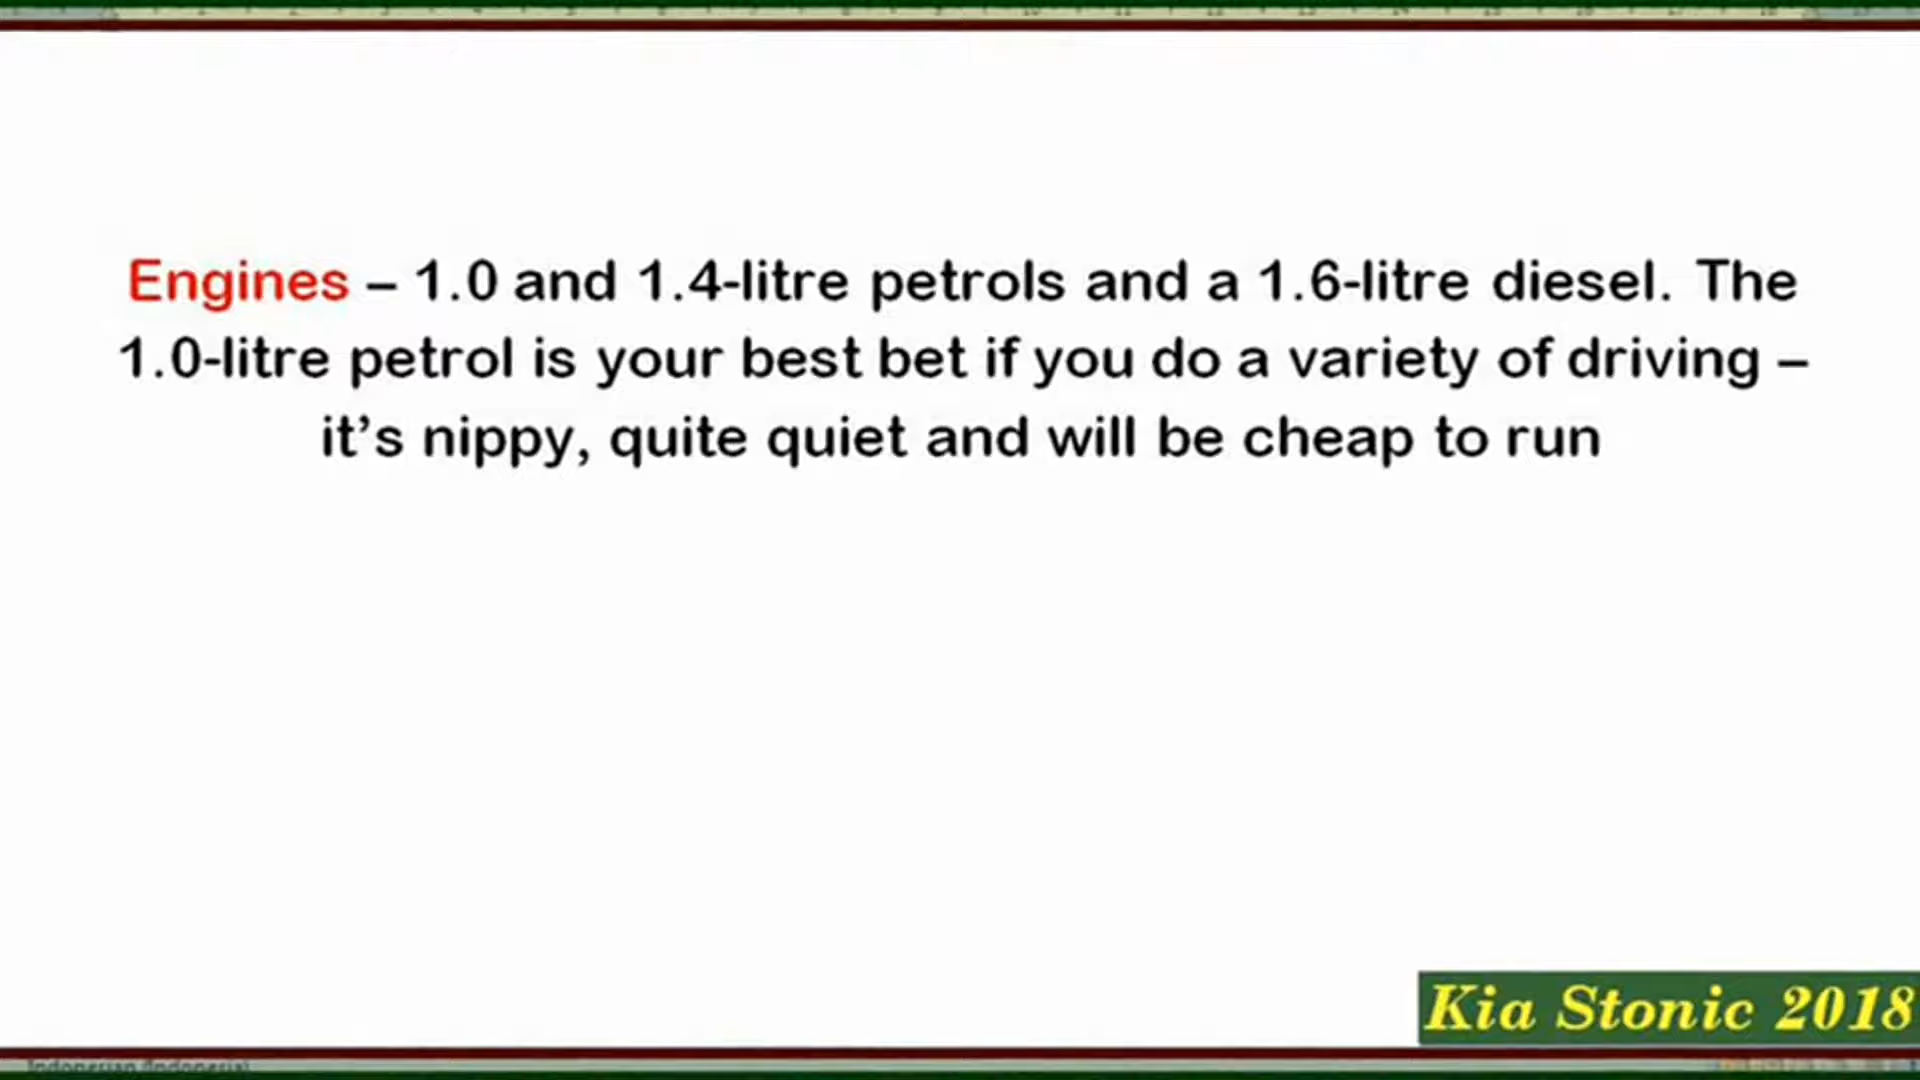 Engines – 1.0 and 1.4-litre petrols and a 1.6-litre diesel. The
1.0-litre petrol is your best bet if you do a variety of driving –
it’s nippy, quite quiet and will be cheap to run
Kia Stonic 2018